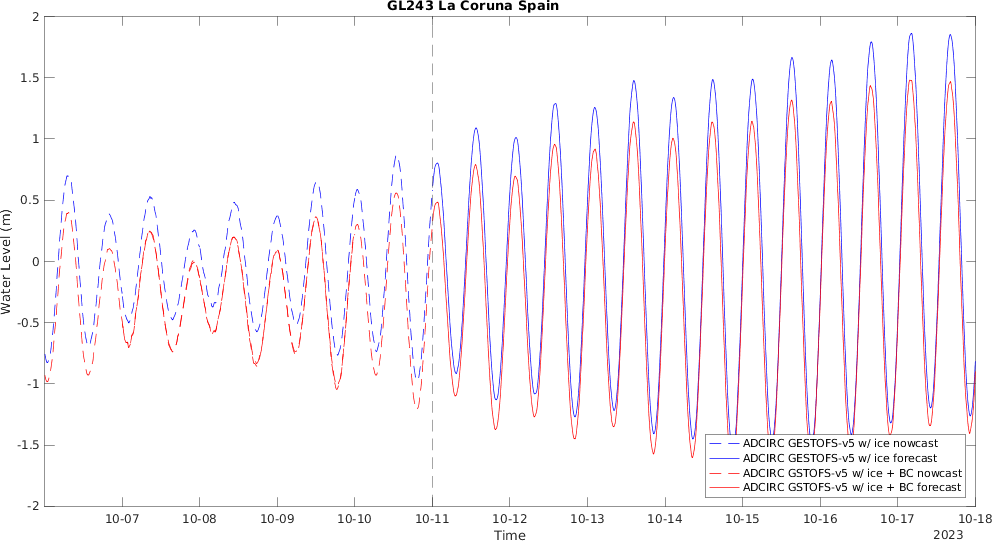 GL243 La Coruna Spain
2
1.5
1
0.5
0
-0.5
-1
-1.5
-2
Water Level (m)
ADCIRC GESTOFS-v5 w/ ice nowcast
ADCIRC GESTOFS-v5 w/ ice forecast
ADCIRC GSTOFS-v5 w/ ice + BC nowcast
ADCIRC GSTOFS-v5 w/ ice + BC forecast
10-07 10-08 10-09 10-10 10-11 10-12 10-13 10-14 10-15 10-16 10-17 10-18
Time
2023